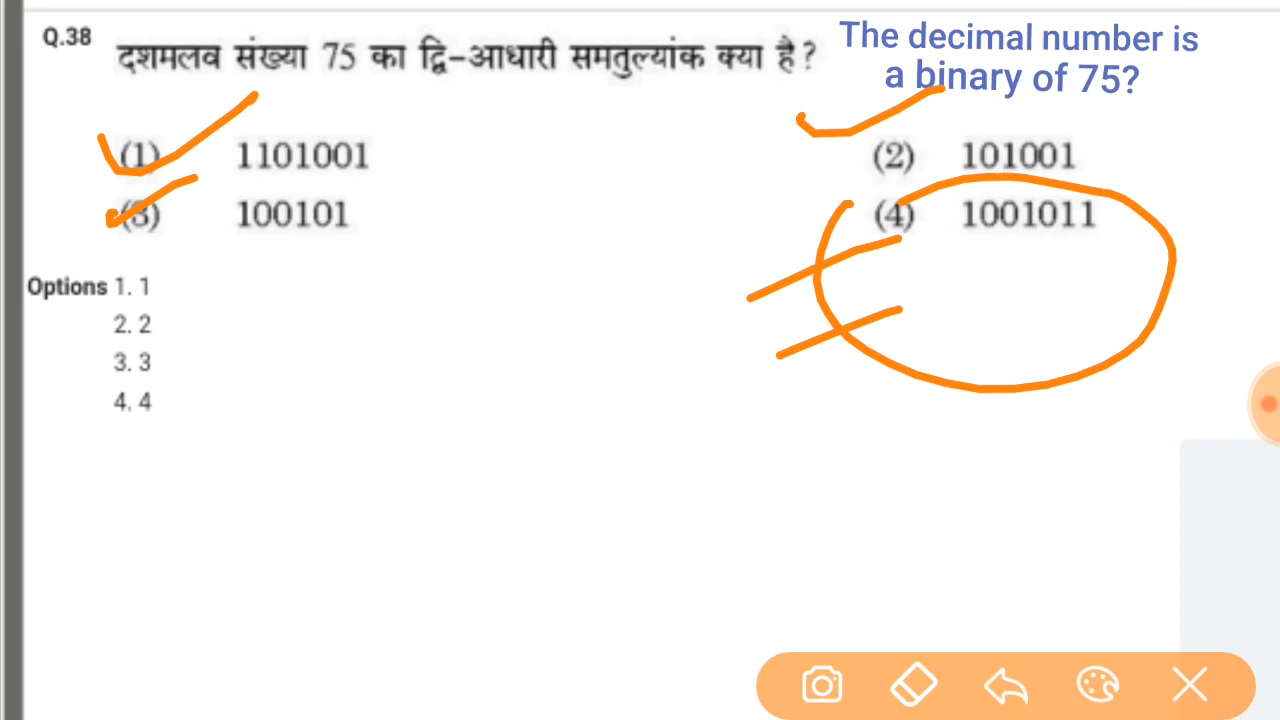 Q.38 दशमलव संख्या 75 का द्वि-आधारी समतुल्यांक क्या है?
The decimal number is
a binary of 75?
(1) 1101001 (2) 101001
(3) 100101 (4) 1001011
Options 1. 1
2. 2
3. 3
4. 4